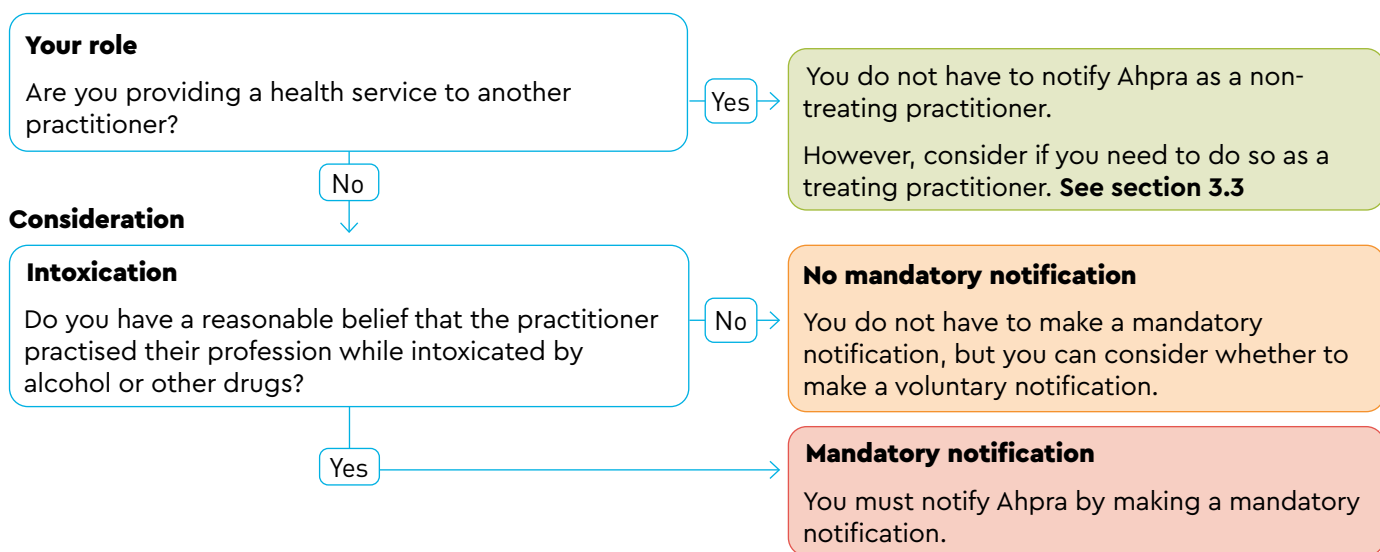 Your role
Are you providing a health service to another
practitioner?
Yes
You do not have to notify Ahpra as a non-
treating practitioner.
However, consider if you need to do so as a
treating practitioner. See section 3.3
No
Consideration
Intoxication
Do you have a reasonable belief that the practitioner
practised their profession while intoxicated by
alcohol or other drugs?
No
No mandatory notification
You do not have to make a mandatory
notification, but you can consider whether to
make a voluntary notification.
Yes
Mandatory notification
You must notify Ahpra by making a mandatory
notification.